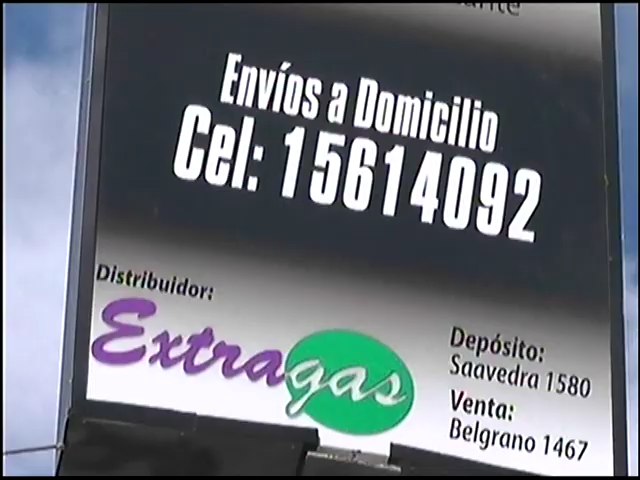 Envíos a Domicilio
Cel: 15614092
Distribuidor:
Extragas
Depósito:
Saavedra 1580
Venta:
Belgrano 1467